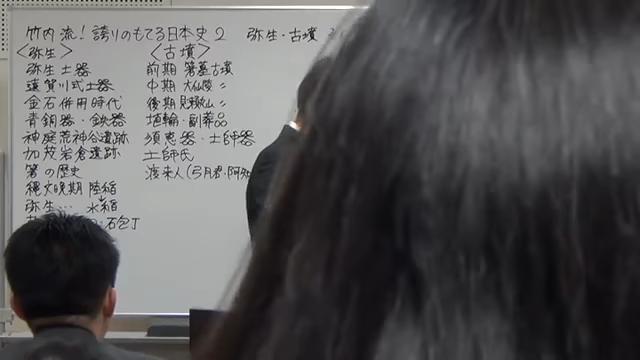 竹内流!誇りのもてる日本史2 弥生・古墳
<弥生>
弥生土器
遠賀川式土器
金石併用時代
青銅器・鉄器
神庭荒神谷遺跡
加茂岩倉遺跡
箸の歴史
縄文晩期 陸稲
弥生… 水稲
石包丁
<古墳>
前期 箸墓古墳
中期 大仙陵 〃
後期 見瀬丸山 〃
埴輪・副葬品
須恵器・土師器
土師氏
渡来人(弓月君・阿知